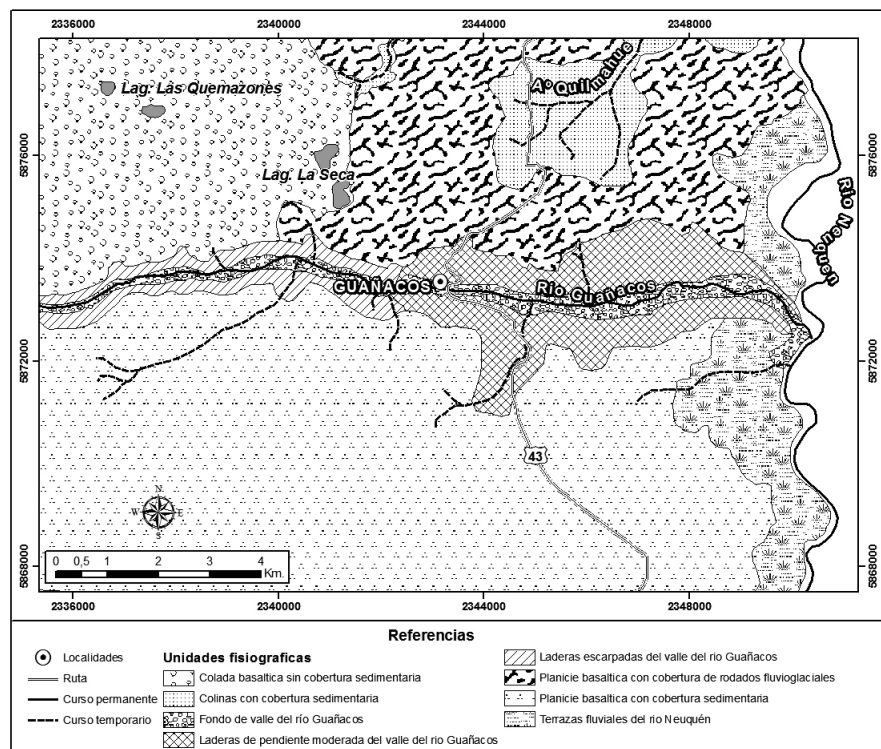 2336000 2340000 2344000 2348000
5876000
5872000
5868000
5876000
5872000
5868000
Lag. Las Quemazones
Lag. La Seca
Aº Quilmahue
Río Neuquen
GUAÑACOS
Río Guañacos
43
N
W E
S
0 0,5 1 2 3 4
Km.
2336000 2340000 2344000 2348000
Referencias
Localidades
Ruta
Curso permanente
Curso temporario
Unidades fisiograficas
Colada basaltica sin cobertura sedimentaria
Colinas con cobertura sedimentaria
Fondo de valle del río Guañacos
Laderas de pendiente moderada del valle del rio Guañacos
Laderas escarpadas del valle del rio Guañacos
Planicie basaltica con cobertura de rodados fluvioglaciales
Planicie basaltica con cobertura sedimentaria
Terrazas fluviales del rio Neuquén